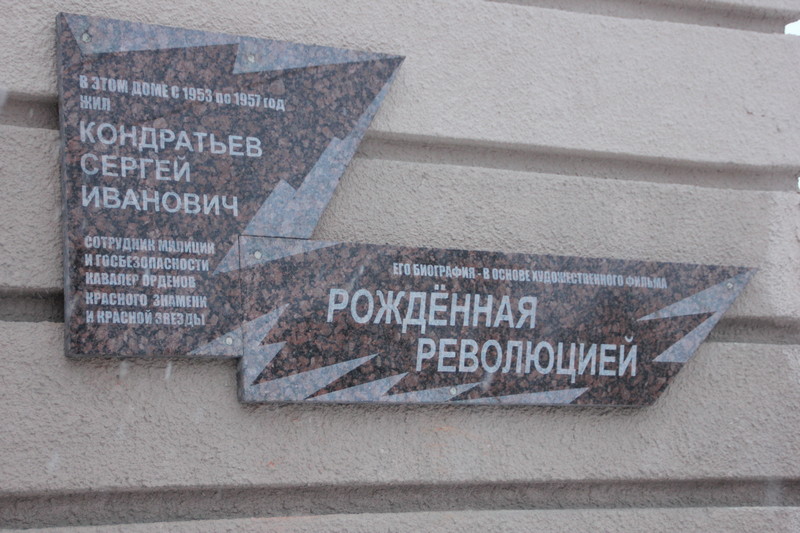 В ЭТОМ ДОМЕ С 1953 по 1957 год
ЖИЛ
КОНДРАТЬЕВ
СЕРГЕЙ
ИВАНОВИЧ
СОТРУДНИК МИЛИЦИИ
И ГОСБЕЗОПАСНОСТИ
КАВАЛЕР ОРДЕНОВ
КРАСНОГО ЗНАМЕНИ
И КРАСНОЙ ЗВЕЗДЫ
ЕГО БИОГРАФИЯ - В ОСНОВЕ ХУДОЖЕСТВЕННОГО ФИЛЬМА
РОЖДЁННАЯ
РЕВОЛЮЦИЕЙ